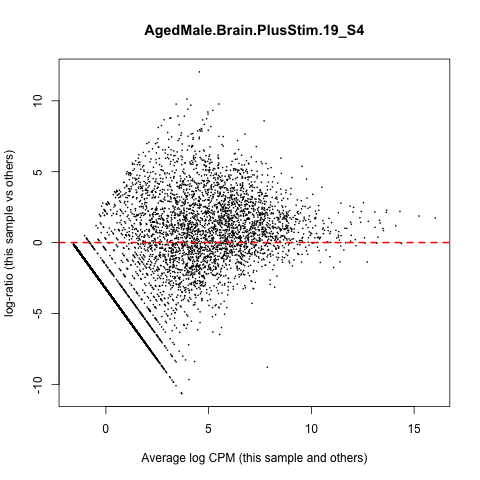 AgedMale.Brain.PlusStim.19_S4
log-ratio (this sample vs others)
10
5
0
-5
-10
0 5 10 15
Average log CPM (this sample and others)